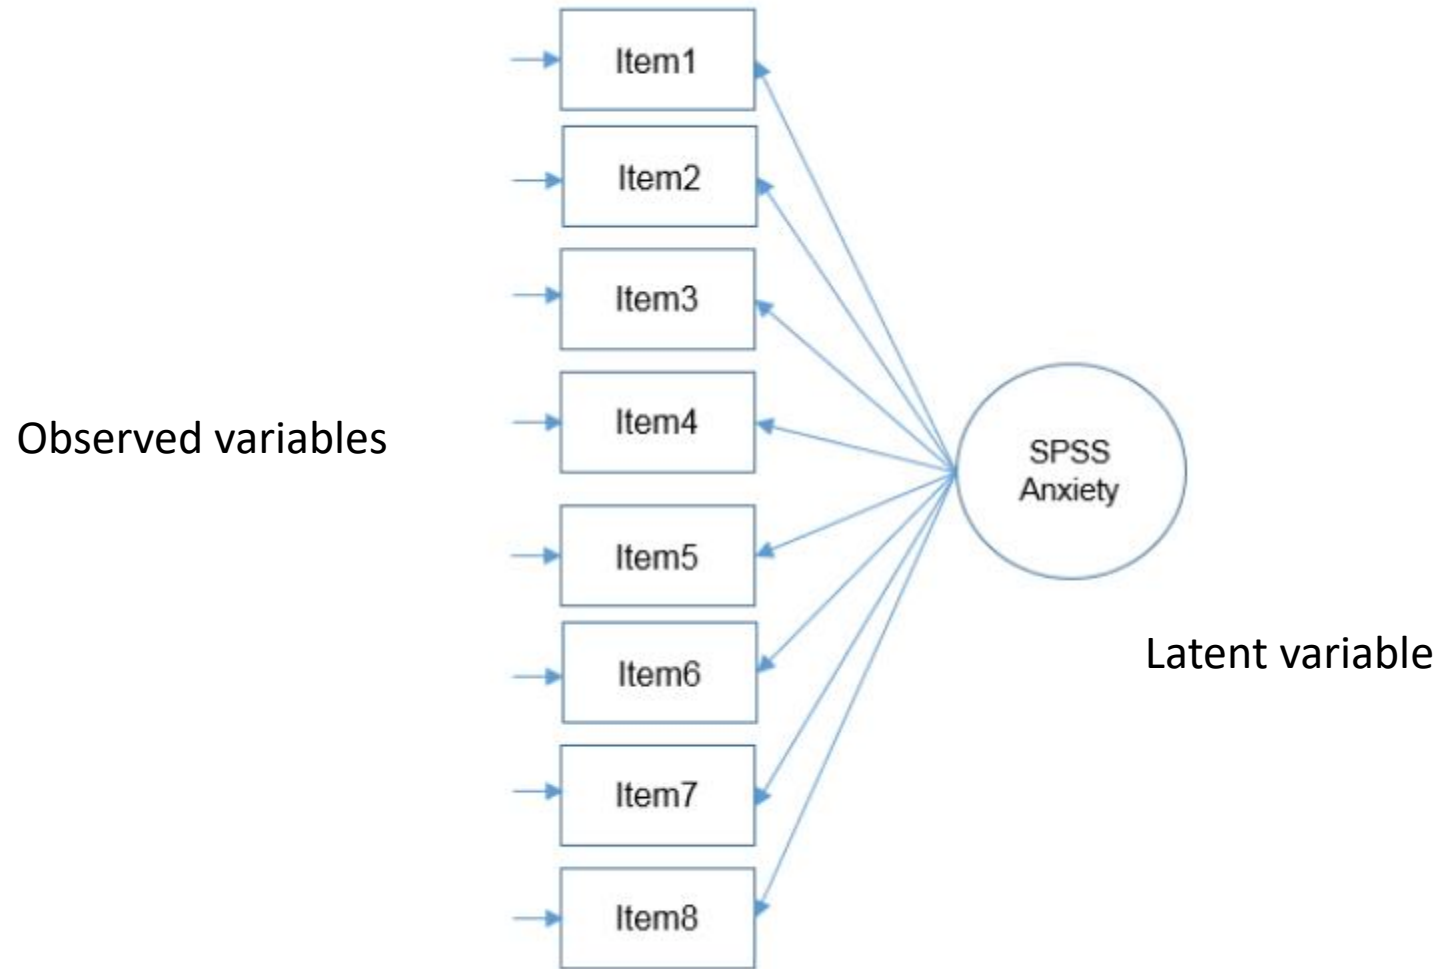 Item1
Item2
Item3
Item4
Observed variables
SPSS
Anxiety
Item5
Item6
Latent variable
Item7
Item8